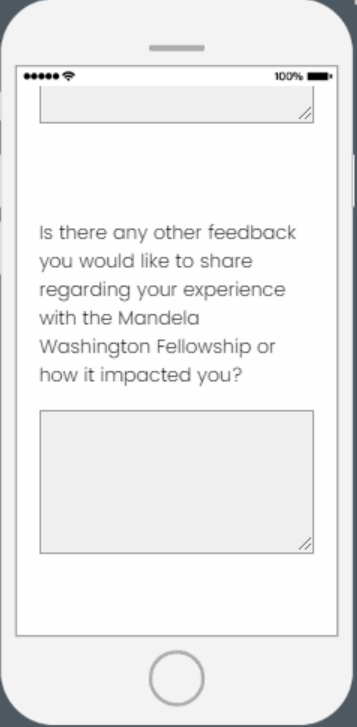 100%
Is there any other feedback
you would like to share
regarding your experience
with the Mandela
Washington Fellowship or
how it impacted you?